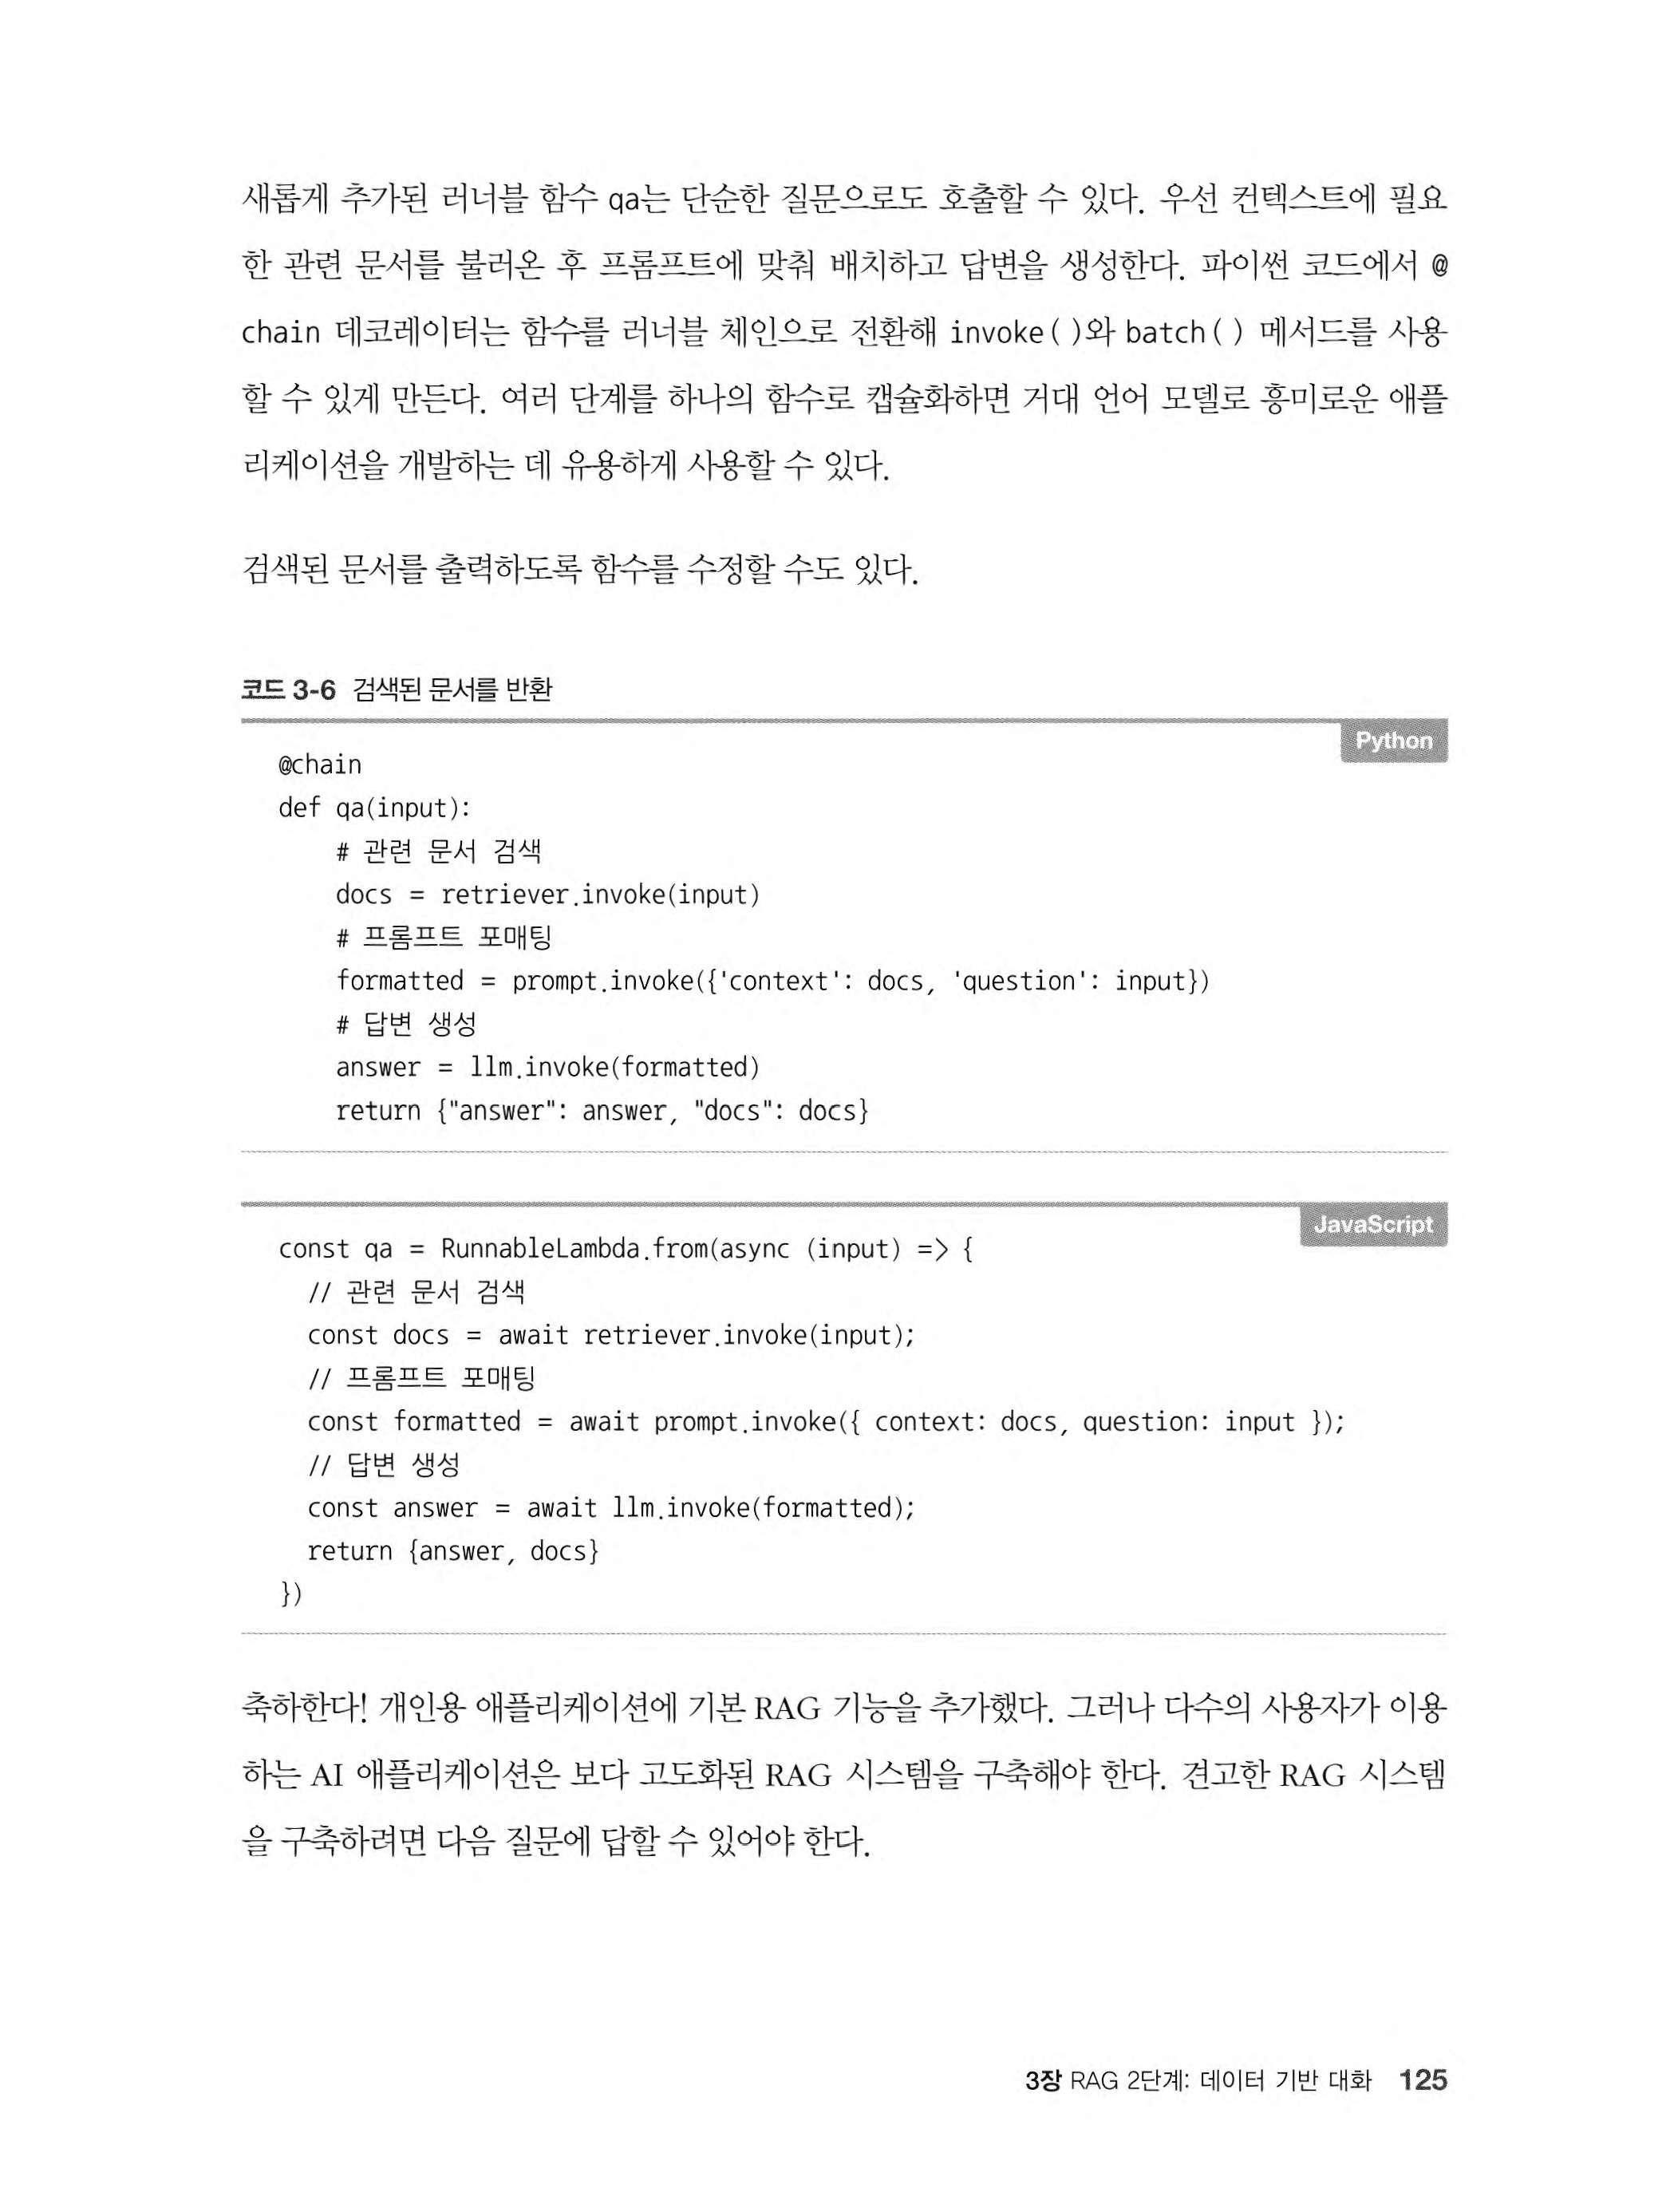 새롭게 추가된 러너블 함수 qa는 단순한 질문으로도 호출할 수 있다. 우선 컨텍스트에 필요
한 관련 문서를 불러온 후 프롬프트에 맞춰 배치하고 답변을 생성한다. 파이썬 코드에서 @
chain 데코레이터는 함수를 러너블 체인으로 전환해 invoke()와 batch() 메서드를 사용
할 수 있게 만든다. 여러 단계를 하나의 함수로 캡슐화하면 거대 언어 모델로 흥미로운 애플
리케이션을 개발하는 데 유용하게 사용할 수 있다.
검색된 문서를 출력하도록 함수를 수정할 수도 있다.
코드 3-6 검색된 문서를 반환
Python
@chain
def qa(input):
    # 관련 문서 검색
    docs = retriever.invoke(input)
    # 프롬프트 포매팅
    formatted = prompt.invoke({'context': docs, 'question': input})
    # 답변 생성
    answer = llm.invoke(formatted)
    return {"answer": answer, "docs": docs}
JavaScript
const qa = RunnableLambda.from(async (input) => {
  // 관련 문서 검색
  const docs = await retriever.invoke(input);
  // 프롬프트 포매팅
  const formatted = await prompt.invoke({ context: docs, question: input });
  // 답변 생성
  const answer = await llm.invoke(formatted);
  return {answer, docs}
})
축하한다! 개인용 애플리케이션에 기본 RAG 기능을 추가했다. 그러나 다수의 사용자가 이용
하는 AI 애플리케이션은 보다 고도화된 RAG 시스템을 구축해야 한다. 견고한 RAG 시스템
을 구축하려면 다음 질문에 답할 수 있어야 한다.
3장 RAG 2단계: 데이터 기반 대화 125